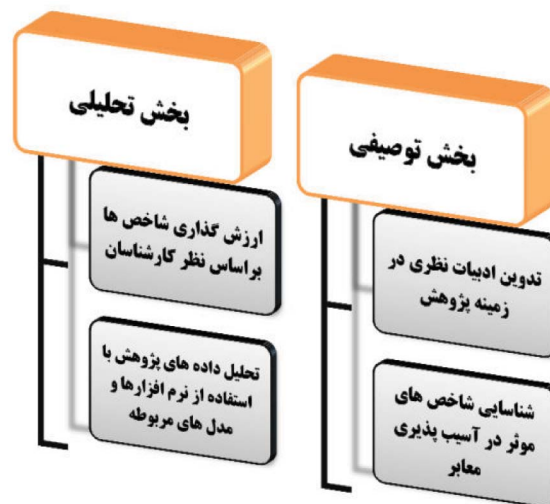 بخش توصیفی
تدوین ادبیات نظری در
زمینه پژوهش
شناسایی شاخص های
موثر در آسیب پذیری
معابر
بخش تحلیلی
ارزش گذاری شاخص ها
براساس نظر کارشناسان
تحلیل داده های پژوهش با
استفاده از نرم افزارها و
مدل های مربوطه